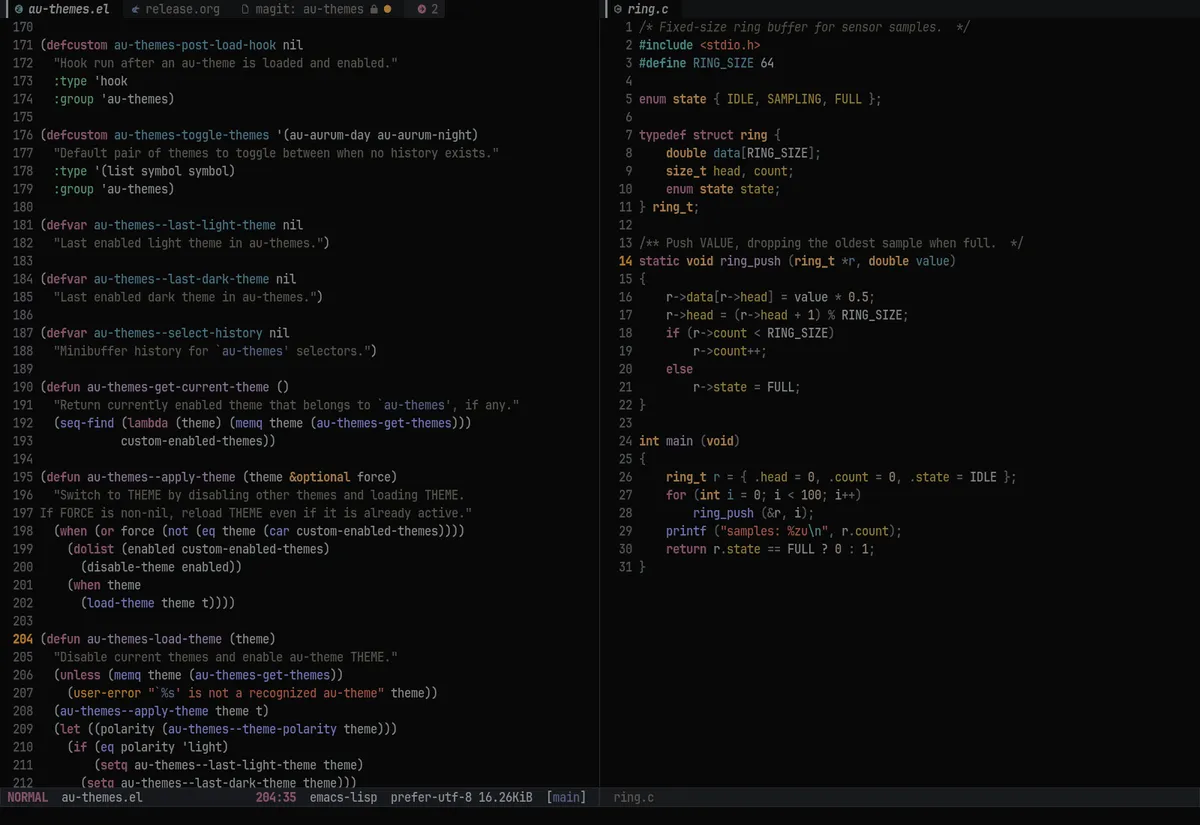 au-themes.el release.org magit: au-themes 2
170
171 (defcustom au-themes-post-load-hook nil
172   "Hook run after an au-theme is loaded and enabled."
173   :type 'hook
174   :group 'au-themes)
175
176 (defcustom au-themes-toggle-themes '(au-aurum-day au-aurum-night)
177   "Default pair of themes to toggle between when no history exists."
178   :type '(list symbol symbol)
179   :group 'au-themes)
180
181 (defvar au-themes--last-light-theme nil
182   "Last enabled light theme in au-themes.")
183
184 (defvar au-themes--last-dark-theme nil
185   "Last enabled dark theme in au-themes.")
186
187 (defvar au-themes--select-history nil
188   "Minibuffer history for `au-themes' selectors.")
189
190 (defun au-themes-get-current-theme ()
191   "Return currently enabled theme that belongs to `au-themes', if any."
192   (seq-find (lambda (theme) (memq theme (au-themes-get-themes)))
193             custom-enabled-themes))
194
195 (defun au-themes--apply-theme (theme &optional force)
196   "Switch to THEME by disabling other themes and loading THEME.
197 If FORCE is non-nil, reload THEME even if it is already active."
198   (when (or force (not (eq theme (car custom-enabled-themes))))
199     (dolist (enabled custom-enabled-themes)
200       (disable-theme enabled))
201     (when theme
202       (load-theme theme t))))
203
204 (defun au-themes-load-theme (theme)
205   "Disable current themes and enable au-theme THEME."
206   (unless (memq theme (au-themes-get-themes))
207     (user-error "`%s' is not a recognized au-theme" theme))
208   (au-themes--apply-theme theme t)
209   (let ((polarity (au-themes--theme-polarity theme)))
210     (if (eq polarity 'light)
211         (setq au-themes--last-light-theme theme)
212       (setq au-themes--last-dark-theme theme)))
NORMAL au-themes.el 204:35 emacs-lisp prefer-utf-8 16.26KiB [main]
ring.c
1 /* Fixed-size ring buffer for sensor samples.  */
2 #include <stdio.h>
3 #define RING_SIZE 64
4
5 enum state { IDLE, SAMPLING, FULL };
6
7 typedef struct ring {
8     double data[RING_SIZE];
9     size_t head, count;
10     enum state state;
11 } ring_t;
12
13 /** Push VALUE, dropping the oldest sample when full.  */
14 static void ring_push (ring_t *r, double value)
15 {
16     r->data[r->head] = value * 0.5;
17     r->head = (r->head + 1) % RING_SIZE;
18     if (r->count < RING_SIZE)
19         r->count++;
20     else
21         r->state = FULL;
22 }
23
24 int main (void)
25 {
26     ring_t r = { .head = 0, .count = 0, .state = IDLE };
27     for (int i = 0; i < 100; i++)
28         ring_push (&r, i);
29     printf ("samples: %zu\n", r.count);
30     return r.state == FULL ? 0 : 1;
31 }
ring.c